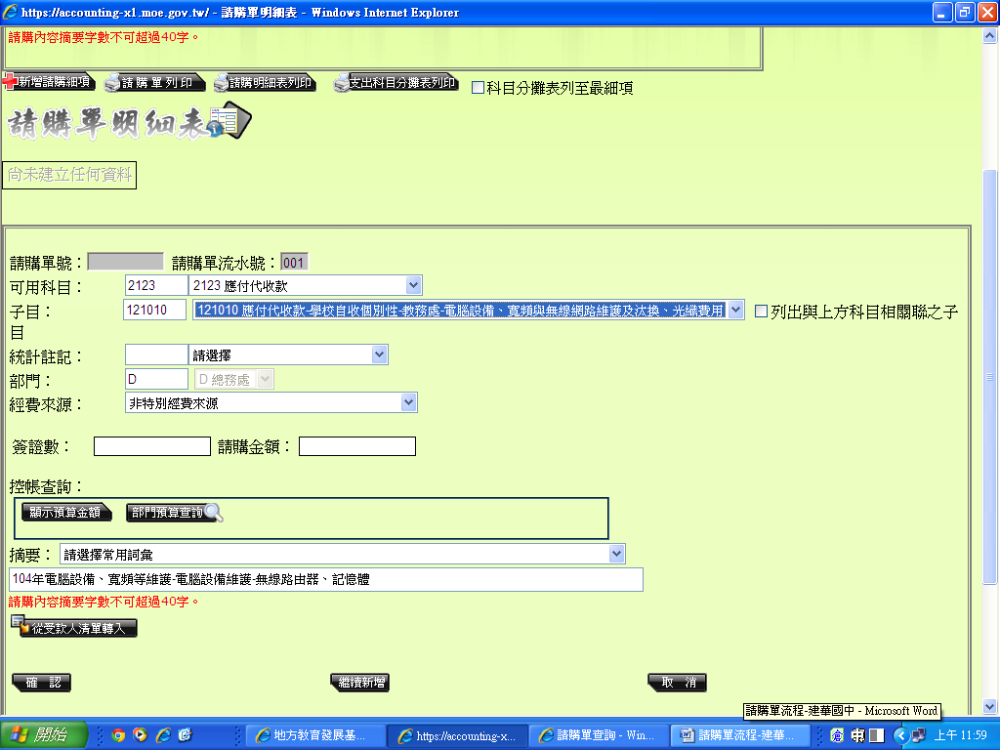 https://accounting-x1.moe.gov.tw/ - 請購單明細表 - Windows Internet Explorer
請購內容摘要字數不可超過40字。
新增請購細項 請購單列印 請購明細表列印 支出科目分攤表列印 科目分攤表列至最細項
請購單明細表
尚未建立任何資料
請購單號： 請購單流水號：001
可用科目： 2123 2123 應付代收款
子目： 121010 121010 應付代收款-學校自收個別性-教務處-電腦設備、寬頻與無線網路維護及汰換、光纖費用 列出與上方科目相關聯之子
目
統計註記： 請選擇
部門： D D 總務處
經費來源： 非特別經費來源
簽證數： 請購金額：
控帳查詢：
顯示預算金額 部門預算查詢
摘要： 請選擇常用詞彙
104年電腦設備、寬頻等維護-電腦設備維護-無線路由器、記憶體
請購內容摘要字數不可超過40字。
從受款人清單轉入
確 認 繼續新增 取 消
請購單流程-建華國中 - Microsoft Word
開始 地方教育發展基... https://accounting-x... 請購單查詢 - Win... 請購單流程-建華... 上午 11:59